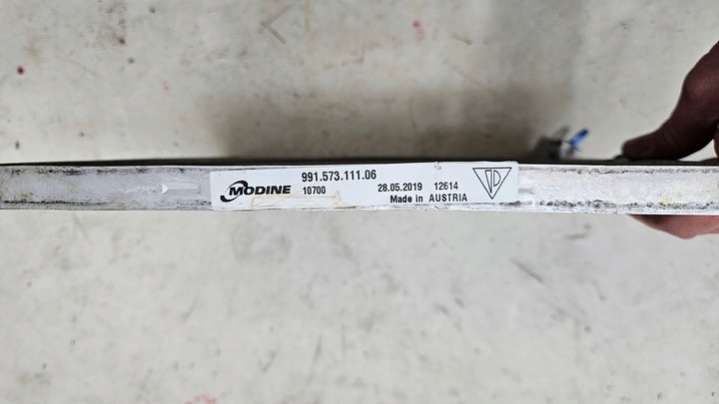 MODINE
991.573.111.06
10700
28.05.2019 12614
Made in AUSTRIA